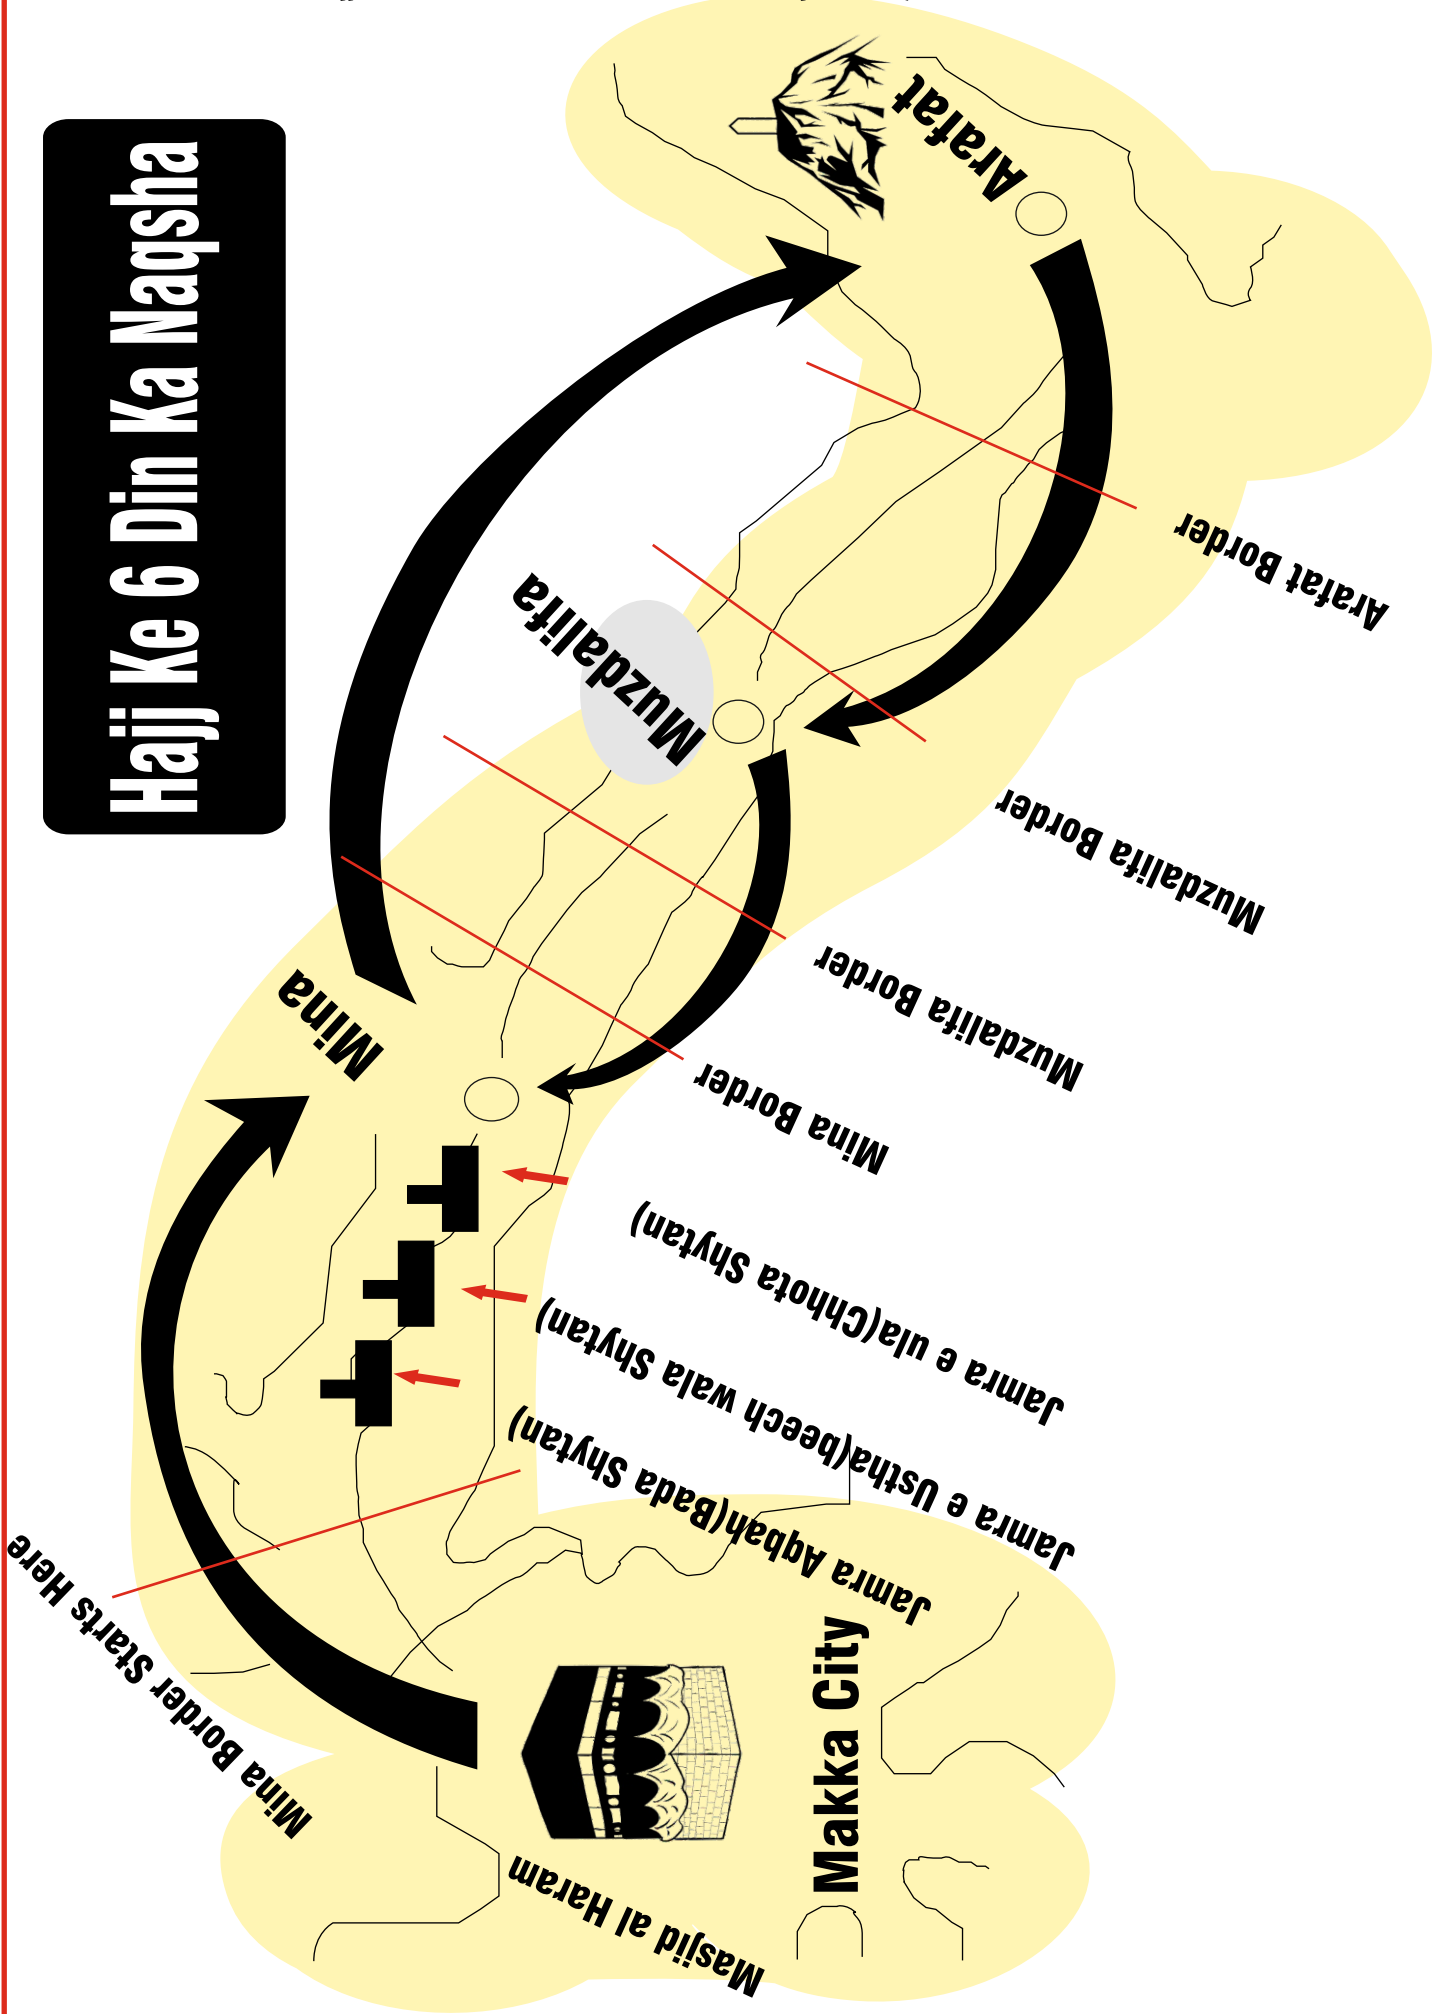 Hajj Ke 6 Din Ka Naqsha
Arafat
Arafat Border
Muzdalifa
Muzdalifa Border
Muzdalifa Border
Mina
Mina Border
Jamra e ula(Chhota Shytan)
Jamra e Ustha(beech wala Shytan)
Jamra Aqbah(Bada Shytan)
Mina Border Starts Here
Makka City
Masjid al Haram